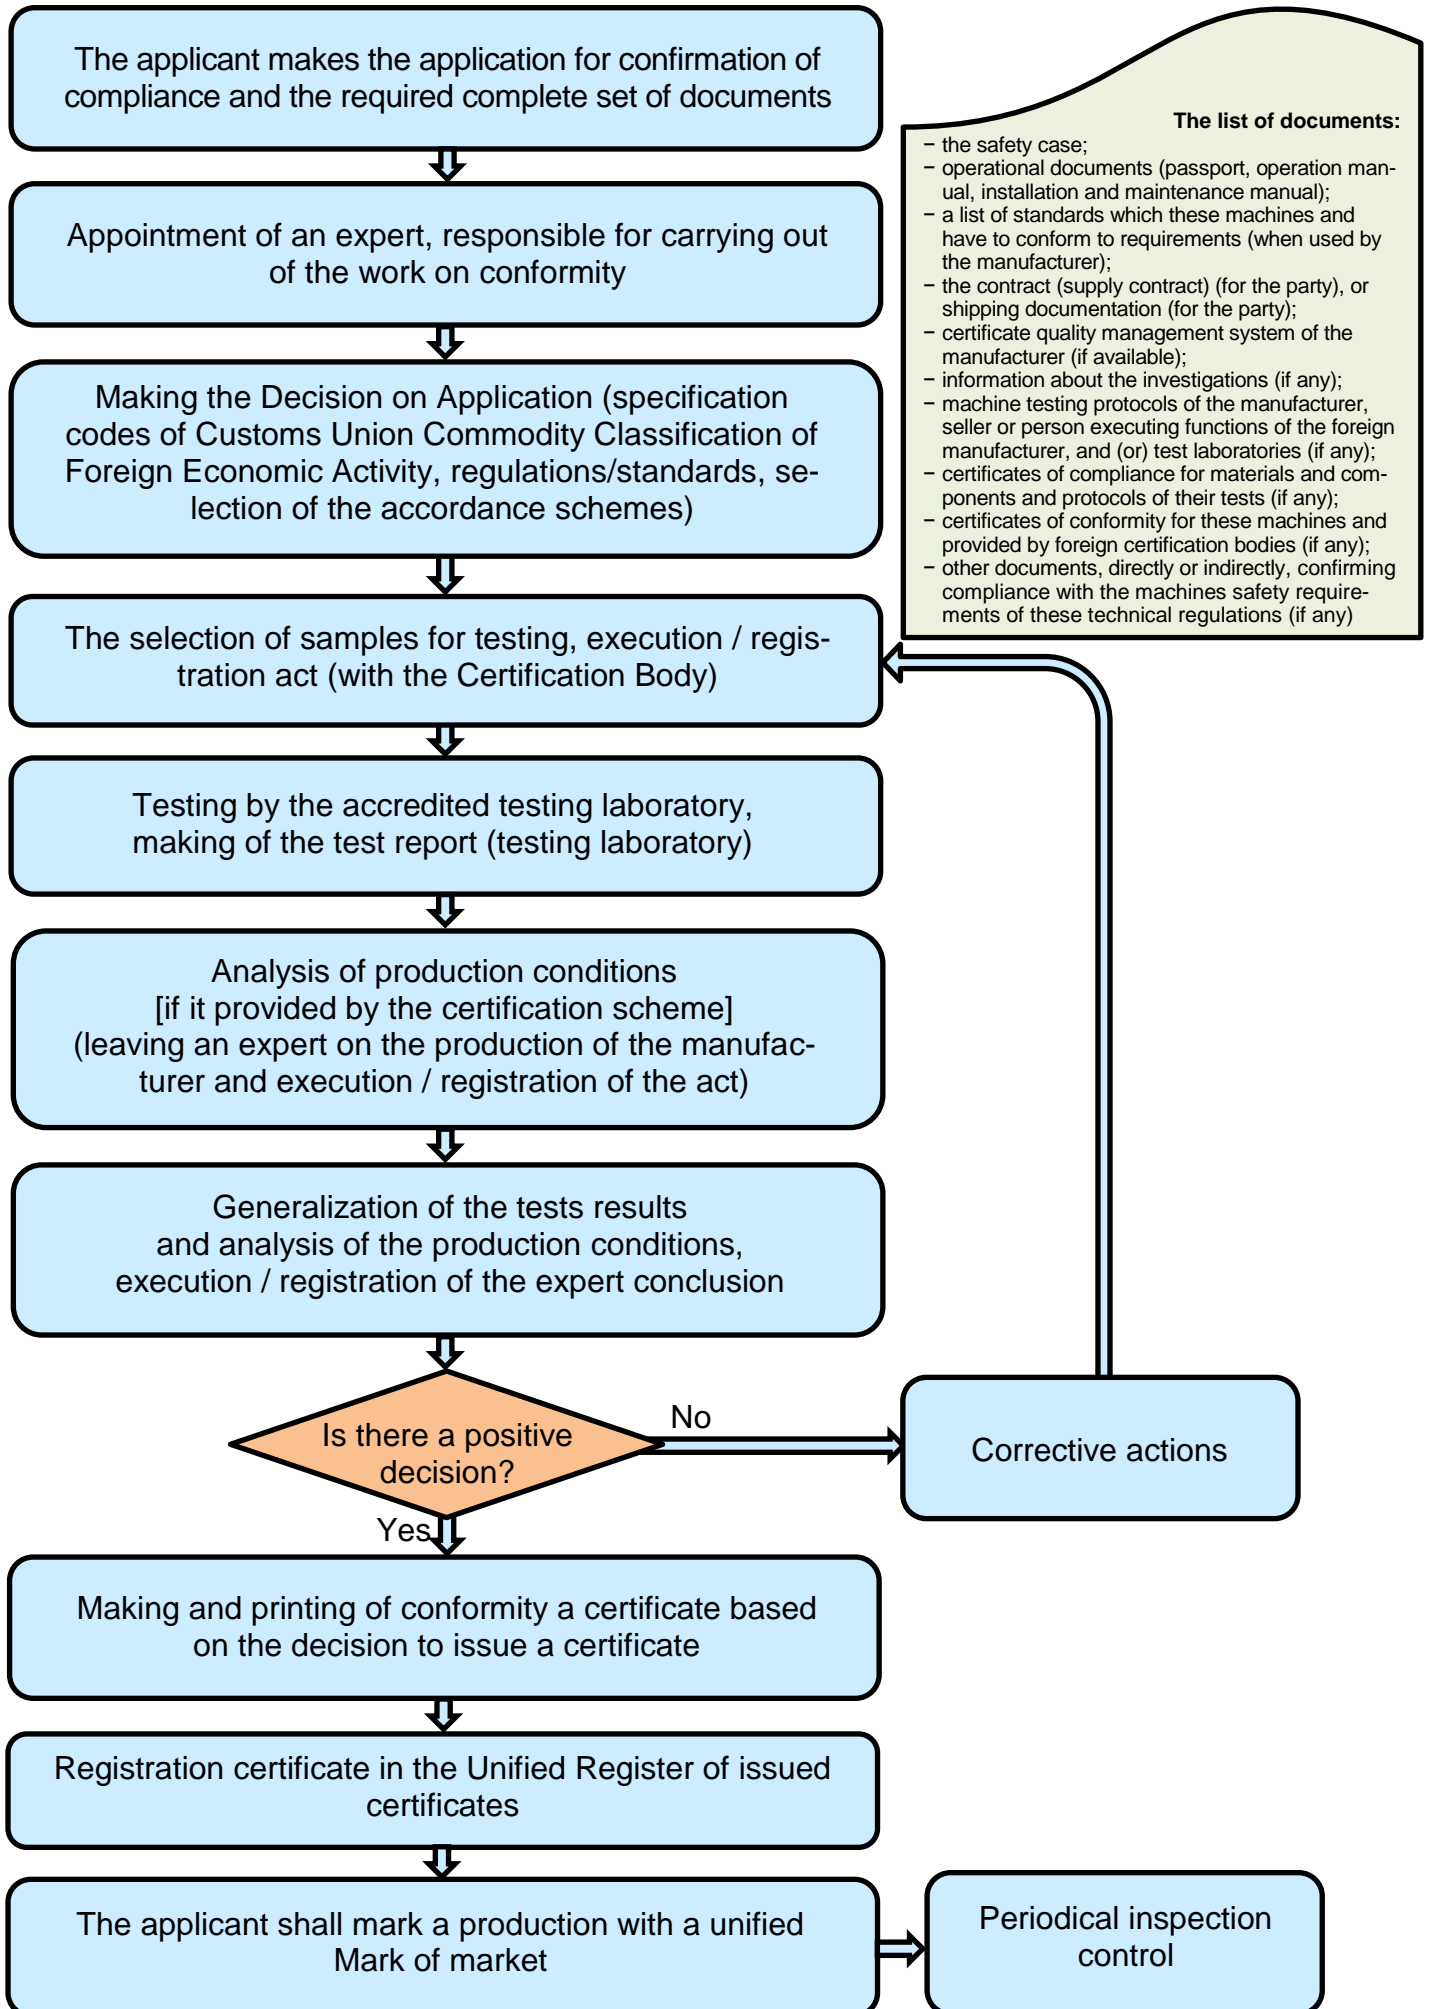 The applicant makes the application for confirmation of
compliance and the required complete set of documents
The list of documents:
− the safety case;
− operational documents (passport, operation man-
ual, installation and maintenance manual);
− a list of standards which these machines and
have to conform to requirements (when used by
the manufacturer);
− the contract (supply contract) (for the party), or
shipping documentation (for the party);
− certificate quality management system of the
manufacturer (if available);
− information about the investigations (if any);
− machine testing protocols of the manufacturer,
seller or person executing functions of the foreign
manufacturer, and (or) test laboratories (if any);
− certificates of compliance for materials and com-
ponents and protocols of their tests (if any);
− certificates of conformity for these machines and
provided by foreign certification bodies (if any);
− other documents, directly or indirectly, confirming
compliance with the machines safety require-
ments of these technical regulations (if any)
Appointment of an expert, responsible for carrying out
of the work on conformity
Making the Decision on Application (specification
codes of Customs Union Commodity Classification of
Foreign Economic Activity, regulations/standards, se-
lection of the accordance schemes)
The selection of samples for testing, execution / regis-
tration act (with the Certification Body)
Testing by the accredited testing laboratory,
making of the test report (testing laboratory)
Analysis of production conditions
[if it provided by the certification scheme]
(leaving an expert on the production of the manufac-
turer and execution / registration of the act)
Generalization of the tests results
and analysis of the production conditions,
execution / registration of the expert conclusion
Is there a positive
decision?
No
Corrective actions
Yes
Making and printing of conformity a certificate based
on the decision to issue a certificate
Registration certificate in the Unified Register of issued
certificates
The applicant shall mark a production with a unified
Mark of market
Periodical inspection
control